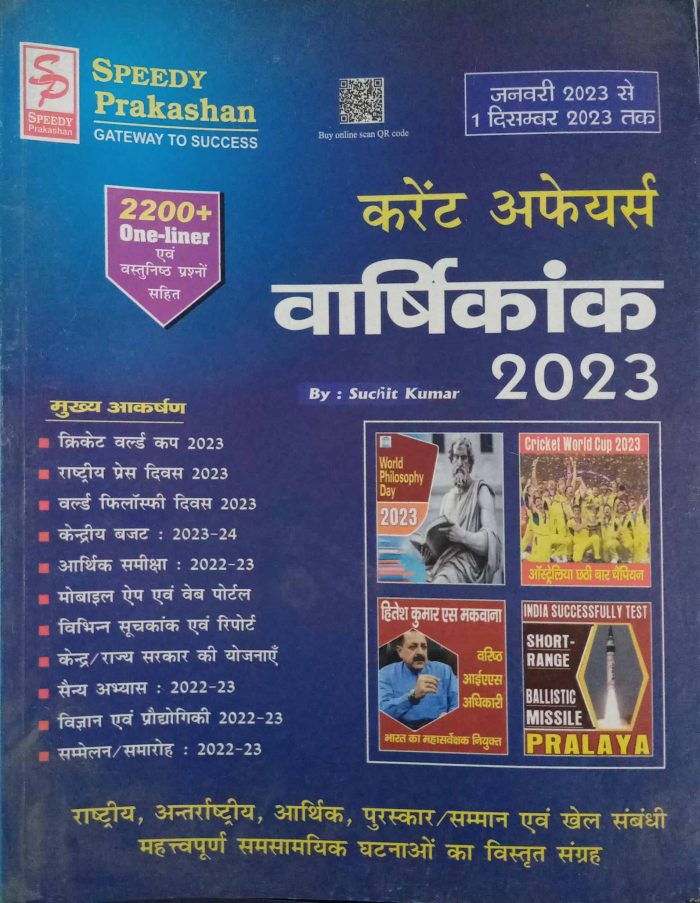 SP
SPEEDY
Prakashan
SPEEDY
Prakashan
GATEWAY TO SUCCESS
Buy online scan QR code
जनवरी 2023 से
1 दिसम्बर 2023 तक
2200+
One-liner
एवं
वस्तुनिष्ठ प्रश्नों
सहित
करेंट अफेयर्स
वार्षिकांक
2023
By : Suchit Kumar
मुख्य आकर्षण
क्रिकेट वर्ल्ड कप 2023
राष्ट्रीय प्रेस दिवस 2023
वर्ल्ड फिलॉस्फी दिवस 2023
केन्द्रीय बजट : 2023-24
आर्थिक समीक्षा : 2022-23
मोबाइल ऐप एवं वेब पोर्टल
विभिन्न सूचकांक एवं रिपोर्ट
केन्द्र/राज्य सरकार की योजनाएँ
सैन्य अभ्यास : 2022-23
विज्ञान एवं प्रौद्योगिकी 2022-23
सम्मेलन/समारोह : 2022-23
World
Philosophy
Day
2023
Cricket World Cup 2023
ऑस्ट्रेलिया छठी बार चैंपियन
हितेश कुमार एस मकवाना
वरिष्ठ
आईएएस
अधिकारी
भारत का महासर्वेक्षक नियुक्त
INDIA SUCCESSFULLY TEST
SHORT-
RANGE
BALLISTIC
MISSILE
PRALAYA
राष्ट्रीय, अन्तर्राष्ट्रीय, आर्थिक, पुरस्कार/सम्मान एवं खेल संबंधी
महत्त्वपूर्ण समसामयिक घटनाओं का विस्तृत संग्रह